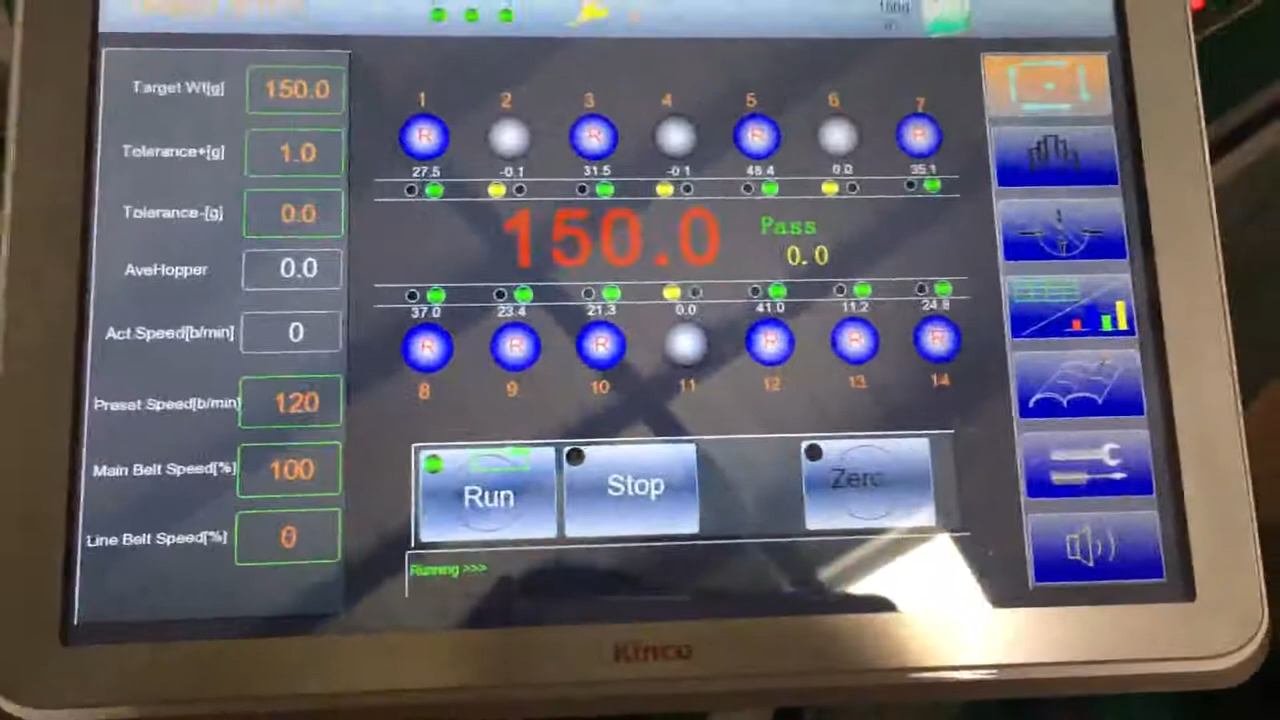 Target Wt[g] 150.0
Tolerance+[g] 1.0
Tolerance-[g] 0.0
AveHopper 0.0
Act.Speed[b/min] 0
Preset Speed[b/min] 120
Main Belt Speed[%] 100
Line Belt Speed[%] 0
1 2 3 4 5 6 7
R R R R
27.5 -0.1 31.5 -0.1 48.4 0.0 35.1
150.0 Pass
0.0
37.0 23.4 21.3 0.0 41.0 11.2 24.8
R R R R R R
8 9 10 11 12 13 14
Run Stop Zero
Running >>>
Kinco